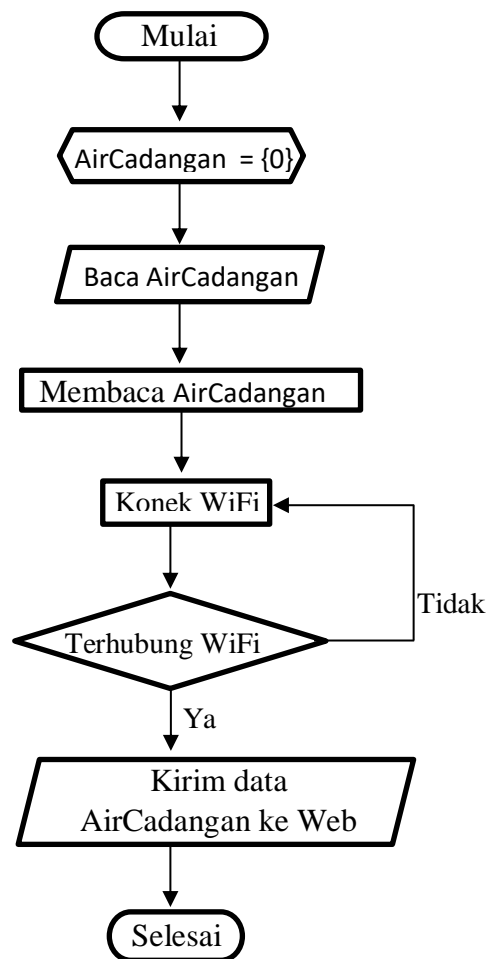 Mulai
AirCadangan = {0}
Baca AirCadangan
Membaca AirCadangan
Konek WiFi
Terhubung WiFi
Tidak
Ya
Kirim data
AirCadangan ke Web
Selesai